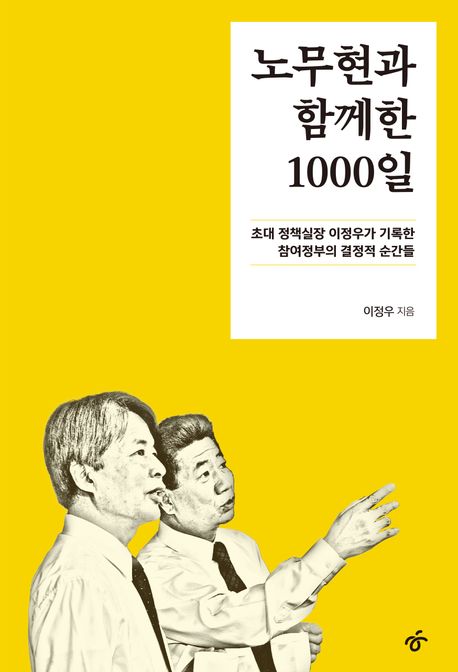 노무현과
함께한
1000일
초대 정책실장 이정우가 기록한
참여정부의 결정적 순간들
이정우 지음